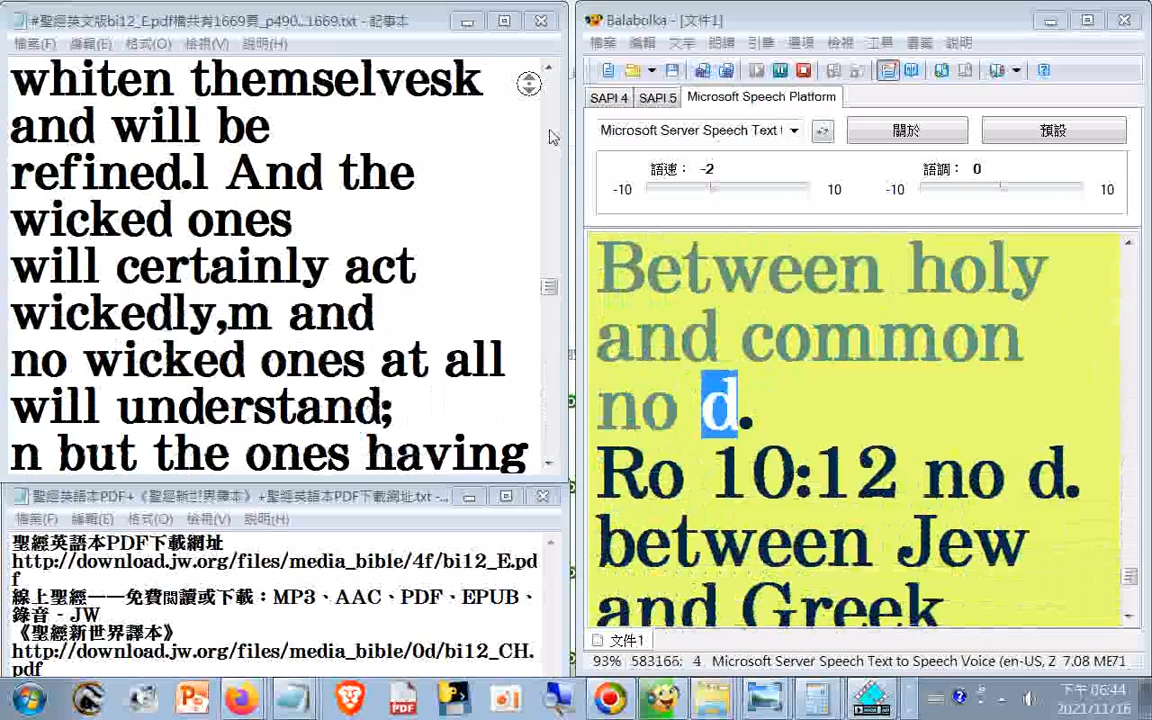 #聖經英文版bi12_E.pdf檔共有1669頁_p490...1669.txt - 記事本
檔案(F) 編輯(E) 格式(O) 檢視(V) 說明(H)
whiten themselvesk
and will be
refined.l And the
wicked ones
will certainly act
wickedly,m and
no wicked ones at all
will understand;
n but the ones having
聖經英語本PDF+《聖經新世界譯本》+聖經英語本PDF下載網址.txt -...
檔案(F) 編輯(E) 格式(O) 檢視(V) 說明(H)
聖經英語本PDF下載網址
http://download.jw.org/files/media_bible/4f/bi12_E.pd
f
線上聖經——免費閱讀或下載：MP3、AAC、PDF、EPUB、
錄音 - JW
《聖經新世界譯本》
http://download.jw.org/files/media_bible/0d/bi12_CH.
pdf
Balabolka - [文件1]
檔案 編輯 文字 朗讀 引擎 選項 檢視 工具 書籤 說明
SAPI 4 SAPI 5 Microsoft Speech Platform
Microsoft Server Speech Text 關於 預設
語速： -2 語調： 0
-10 10 -10 10
Between holy
and common
no d.
Ro 10:12 no d.
between Jew
and Greek
文件1
93% 583166: 4 Microsoft Server Speech Text to Speech Voice (en-US, Z 7.08 ME71
下午 06:44
2021/11/16